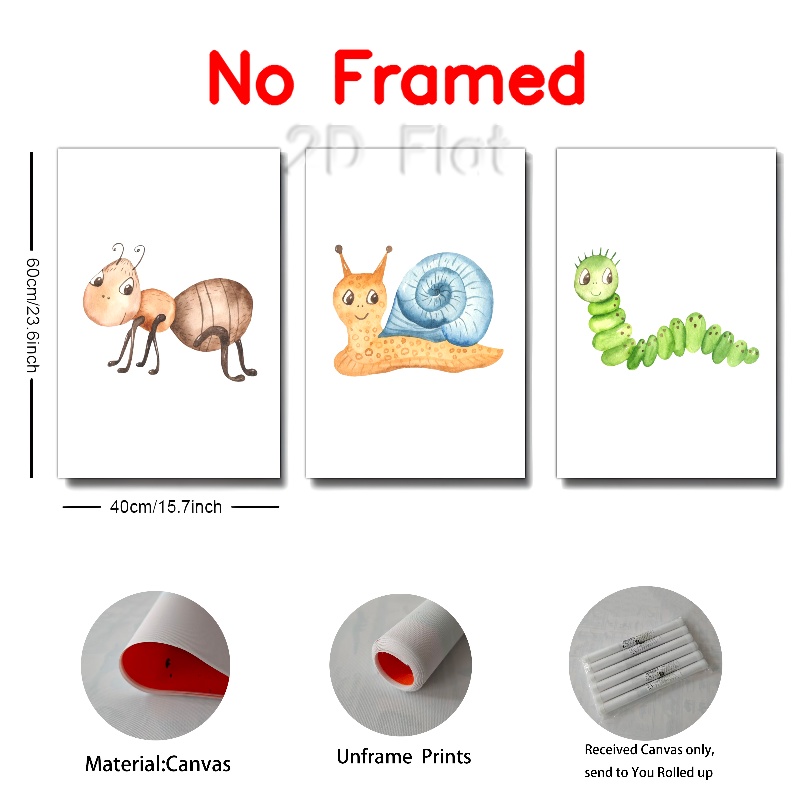 No Framed
2D Flat
60cm/23.6inch
40cm/15.7inch
Material:Canvas
Unframe Prints
Received Canvas only,
send to You Rolled up